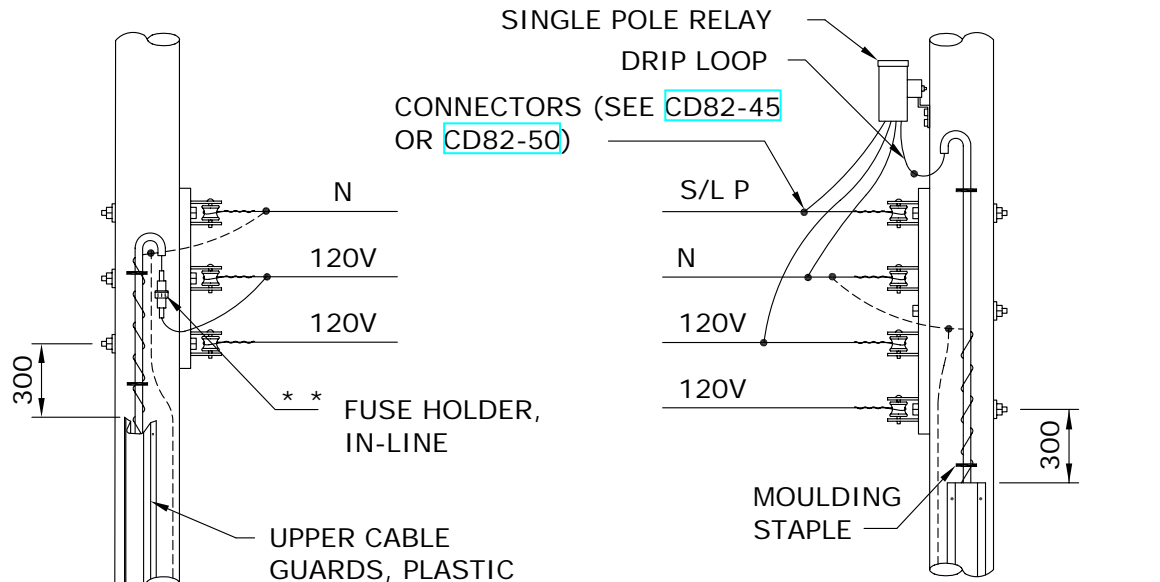 SINGLE POLE RELAY
DRIP LOOP
CONNECTORS (SEE CD82-45
OR CD82-50)
N
120V
120V
300
* *
FUSE HOLDER,
IN-LINE
UPPER CABLE
GUARDS, PLASTIC
S/L P
N
120V
120V
300
MOULDING
STAPLE